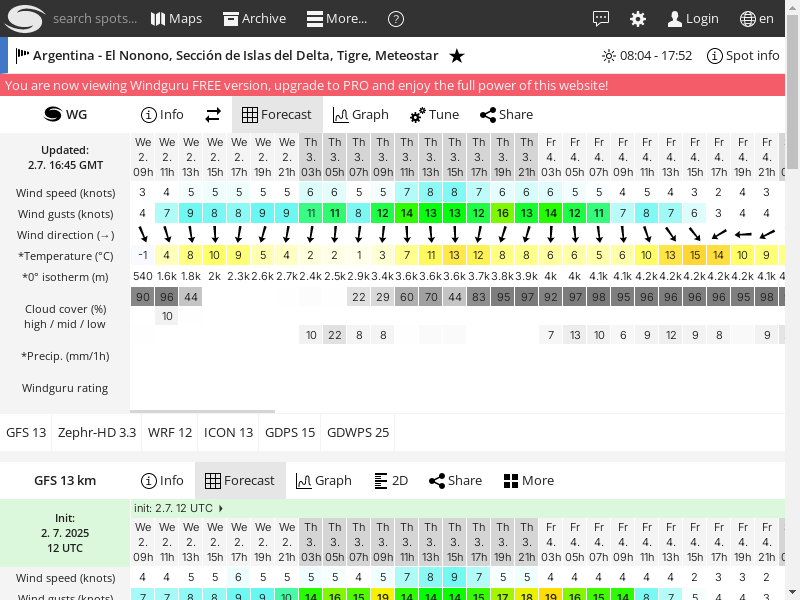 search spots... Maps Archive More... ? Login en
Argentina - El Nonono, Sección de Islas del Delta, Tigre, Meteostar ★ 08:04 - 17:52 Spot info
You are now viewing Windguru FREE version, upgrade to PRO and enjoy the full power of this website!
WG Info Forecast Graph Tune Share
Updated:
2.7. 16:45 GMT
We We We We We We We Th Th Th Th Th Th Th Th Th Th Fr Fr Fr Fr Fr Fr Fr Fr Fr Fr
2. 2. 2. 2. 2. 2. 2. 3. 3. 3. 3. 3. 3. 3. 3. 3. 3. 4. 4. 4. 4. 4. 4. 4. 4. 4. 4.
09h 11h 13h 15h 17h 19h 21h 03h 05h 07h 09h 11h 13h 15h 17h 19h 21h 03h 05h 07h 09h 11h 13h 15h 17h 19h 21h
Wind speed (knots) 3 4 5 5 5 5 5 6 6 5 5 7 8 8 7 6 6 6 5 5 4 5 4 3 2 4 3
Wind gusts (knots) 4 7 9 8 8 9 9 11 11 8 12 14 13 13 12 16 13 14 12 11 7 8 7 6 3 4 4
Wind direction (→)
*Temperature (°C) -1 4 8 10 9 5 4 2 2 1 3 7 11 13 12 8 8 6 6 5 6 10 13 15 14 10 9
*0° isotherm (m) 540 1.6k 1.8k 2k 2.3k 2.6k 2.7k 2.4k 2.5k 2.9k 3.4k 3.6k 3.6k 3.6k 3.7k 3.8k 3.9k 4k 4k 4.1k 4.1k 4.2k 4.2k 4.2k 4.2k 4.2k 4.1k
Cloud cover (%)
high / mid / low
90 96 44 22 29 60 70 44 83 95 97 92 97 98 95 96 96 96 96 95 98
10
10 22 8 8 7 13 10 6 9 12 9 8 9
*Precip. (mm/1h)
Windguru rating
GFS 13 Zephr-HD 3.3 WRF 12 ICON 13 GDPS 15 GDWPS 25
GFS 13 km Info Forecast Graph 2D Share More
init: 2.7. 12 UTC
Init:
2. 7. 2025
12 UTC
We We We We We We We Th Th Th Th Th Th Th Th Th Th Fr Fr Fr Fr Fr Fr Fr Fr Fr Fr
2. 2. 2. 2. 2. 2. 2. 3. 3. 3. 3. 3. 3. 3. 3. 3. 3. 4. 4. 4. 4. 4. 4. 4. 4. 4. 4.
09h 11h 13h 15h 17h 19h 21h 03h 05h 07h 09h 11h 13h 15h 17h 19h 21h 03h 05h 07h 09h 11h 13h 15h 17h 19h 21h
Wind speed (knots) 4 4 5 5 6 5 5 5 5 4 5 7 8 9 7 5 5 4 4 4 4 4 4 2 3 3 2
Wind gusts (knots) 7 7 8 8 9 9 10 14 16 15 19 14 14 14 15 17 18 19 16 15 14 8 7 5 4 4 3